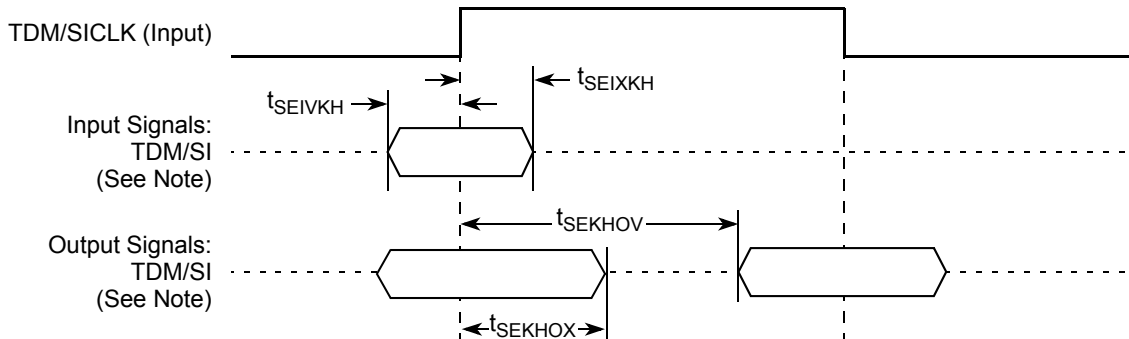 TDM/SICLK (Input)
tSEIXKH
tSEIVKH
Input Signals:
TDM/SI
(See Note)
tSEKHOV
Output Signals:
TDM/SI
(See Note)
tSEKHOX